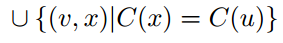 ∪ {(v, x)|C(x) = C(u)}